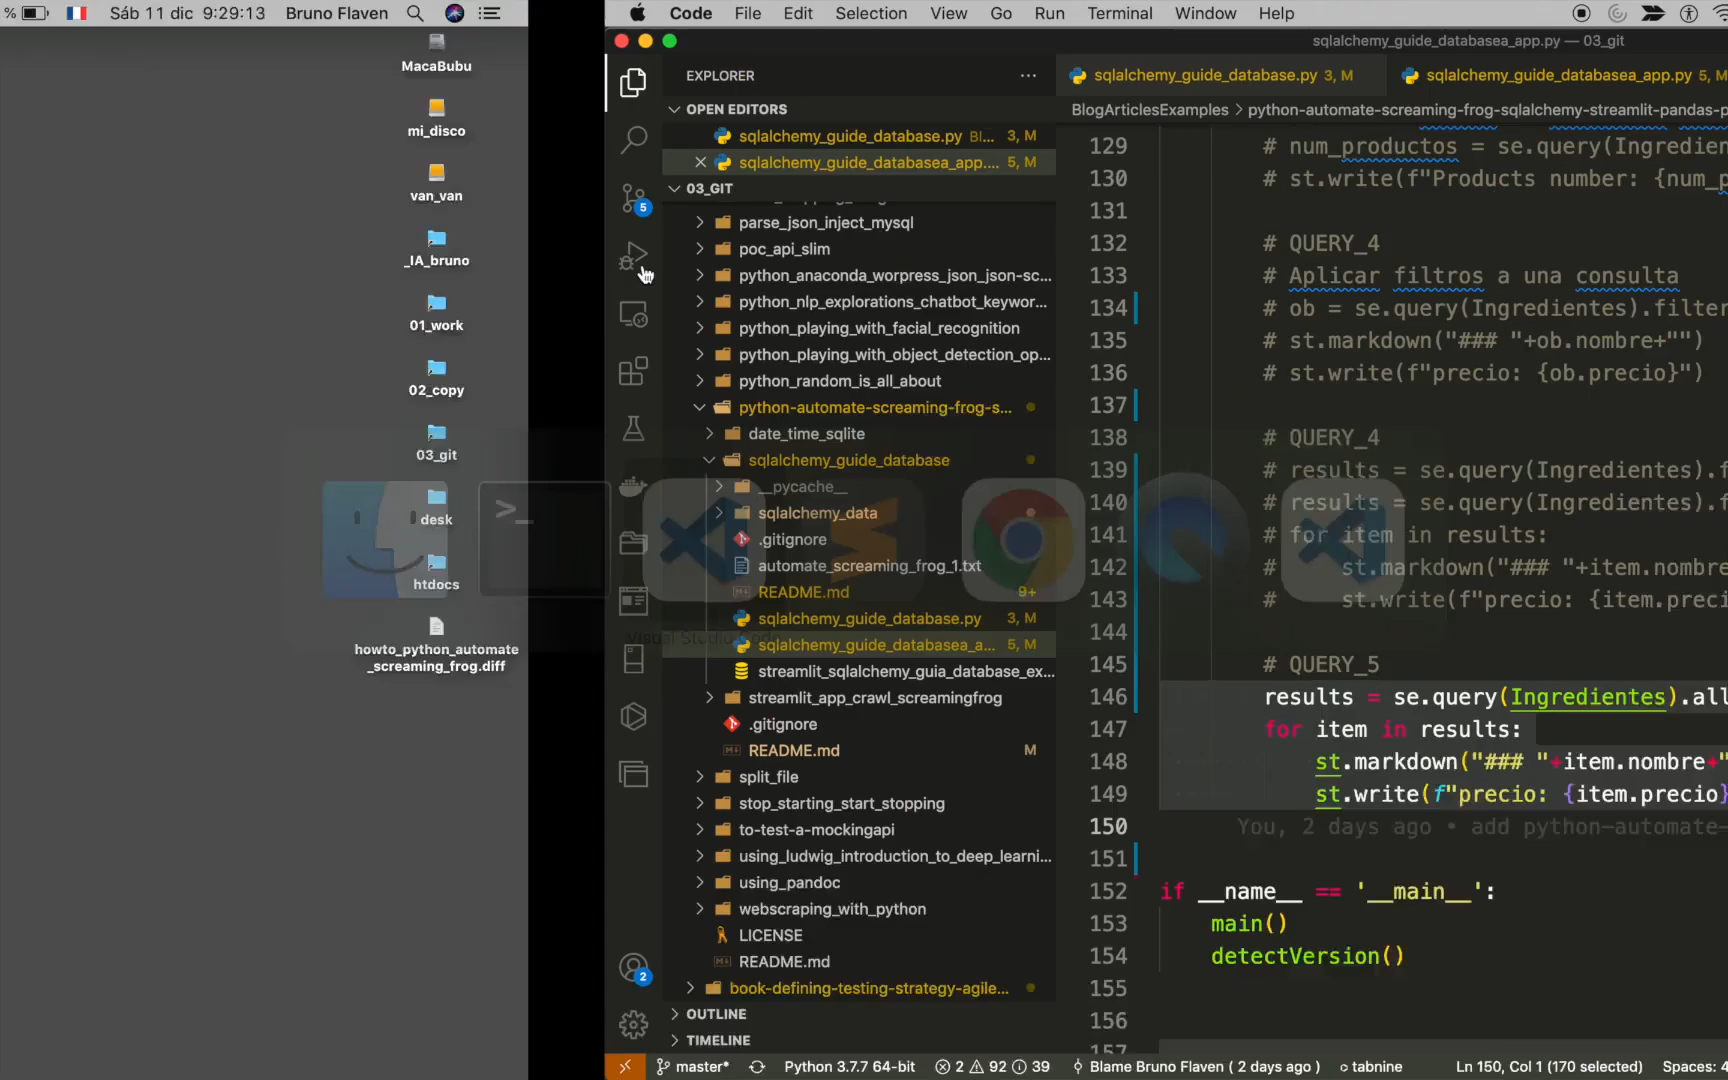 % Sáb 11 dic 9:29:13 Bruno Flaven
Code File Edit Selection View Go Run Terminal Window Help
MacaBubu
mi_disco
van_van
_IA_bruno
01_work
02_copy
03_git
desk
htdocs
howto_python_automate
_screaming_frog.diff
sqlalchemy_guide_databasea_app.py — 03_git
EXPLORER
OPEN EDITORS
sqlalchemy_guide_database.py Bl... 3, M
sqlalchemy_guide_databasea_app.... 5, M
03_GIT
parse_json_inject_mysql
poc_api_slim
python_anaconda_worpress_json_json-sc...
python_nlp_explorations_chatbot_keywor...
python_playing_with_facial_recognition
python_playing_with_object_detection_op...
python_random_is_all_about
python-automate-screaming-frog-s...
date_time_sqlite
sqlalchemy_guide_database
__pycache__
sqlalchemy_data
.gitignore
automate_screaming_frog_1.txt
README.md 9+
sqlalchemy_guide_database.py 3, M
Visual Studio Code
sqlalchemy_guide_databasea_a... 5, M
streamlit_sqlalchemy_guia_database_ex...
streamlit_app_crawl_screamingfrog
.gitignore
README.md M
split_file
stop_starting_start_stopping
to-test-a-mockingapi
using_ludwig_introduction_to_deep_learni...
using_pandoc
webscraping_with_python
LICENSE
README.md
book-defining-testing-strategy-agile...
OUTLINE
TIMELINE
5
2
sqlalchemy_guide_database.py 3, M
sqlalchemy_guide_databasea_app.py 5, M
BlogArticlesExamples > python-automate-screaming-frog-sqlalchemy-streamlit-pandas-p
129 # num_productos = se.query(Ingredien
130 # st.write(f"Products number: {num_p
131
132 # QUERY_4
133 # Aplicar filtros a una consulta
134 # ob = se.query(Ingredientes).filter
135 # st.markdown("### "+ob.nombre+"")
136 # st.write(f"precio: {ob.precio}")
137
138 # QUERY_4
139 # results = se.query(Ingredientes).f
140 # results = se.query(Ingredientes).f
141 # for item in results:
142 # st.markdown("### "+item.nombre
143 # st.write(f"precio: {item.preci
144
145 # QUERY_5
146 results = se.query(Ingredientes).all
147 for item in results:
148 st.markdown("### "+item.nombre+"
149 st.write(f"precio: {item.precio}
150 You, 2 days ago • add python-automate-
151
152 if __name__ == '__main__':
153 main()
154 detectVersion()
155
156
157
master* Python 3.7.7 64-bit 2 92 39 Blame Bruno Flaven ( 2 days ago ) tabnine Ln 150, Col 1 (170 selected) Spaces: 4